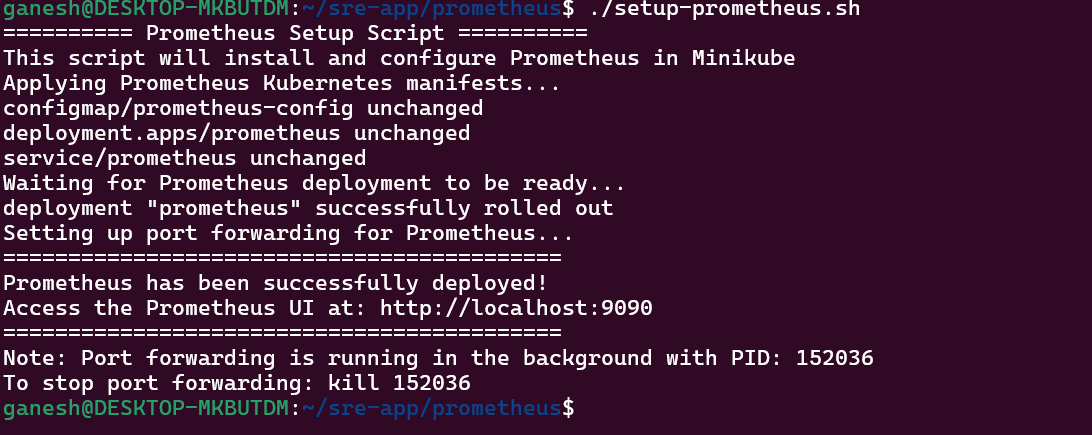 ganesh@DESKTOP-MKBUTDM:~/sre-app/prometheus$ ./setup-prometheus.sh
========== Prometheus Setup Script ==========
This script will install and configure Prometheus in Minikube
Applying Prometheus Kubernetes manifests...
configmap/prometheus-config unchanged
deployment.apps/prometheus unchanged
service/prometheus unchanged
Waiting for Prometheus deployment to be ready...
deployment "prometheus" successfully rolled out
Setting up port forwarding for Prometheus...
===========================================
Prometheus has been successfully deployed!
Access the Prometheus UI at: http://localhost:9090
===========================================
Note: Port forwarding is running in the background with PID: 152036
To stop port forwarding: kill 152036
ganesh@DESKTOP-MKBUTDM:~/sre-app/prometheus$